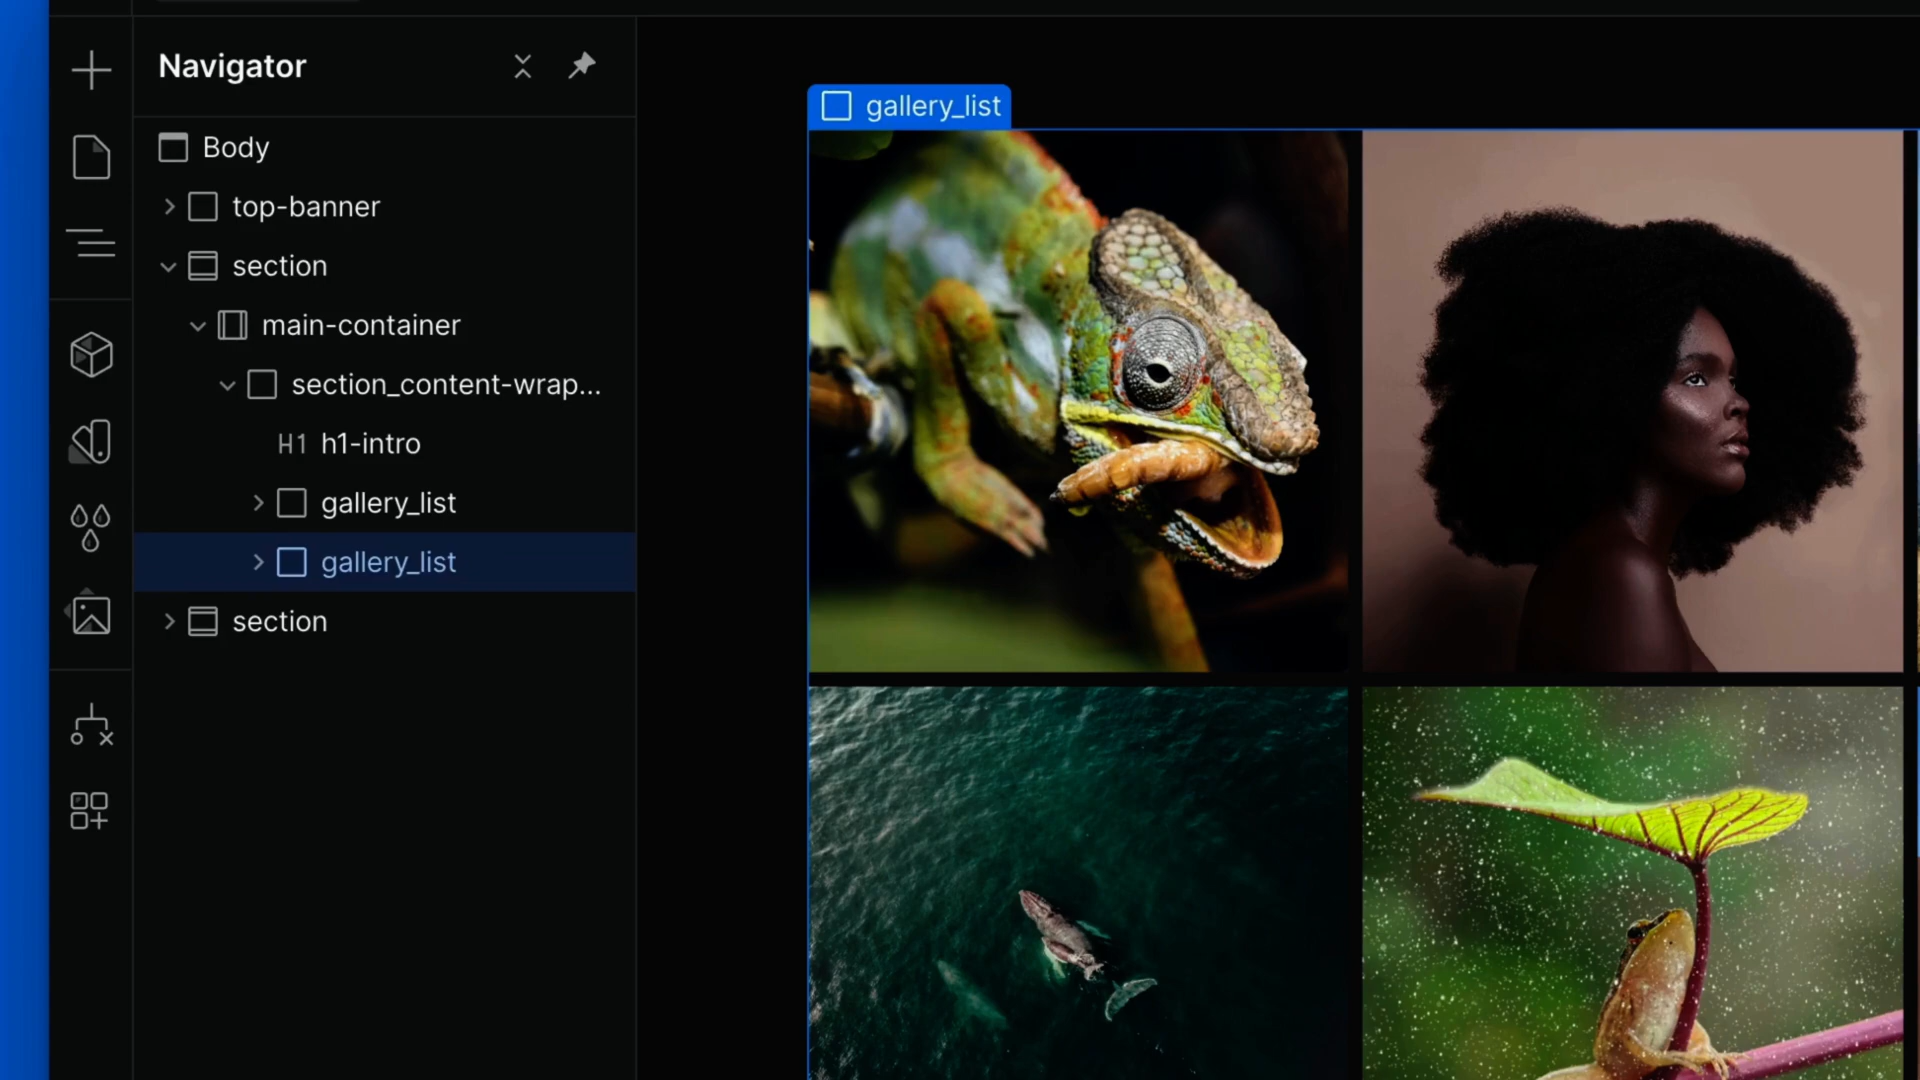 Navigator
Body
top-banner
section
main-container
section_content-wrap...
H1 h1-intro
gallery_list
gallery_list
section
gallery_list